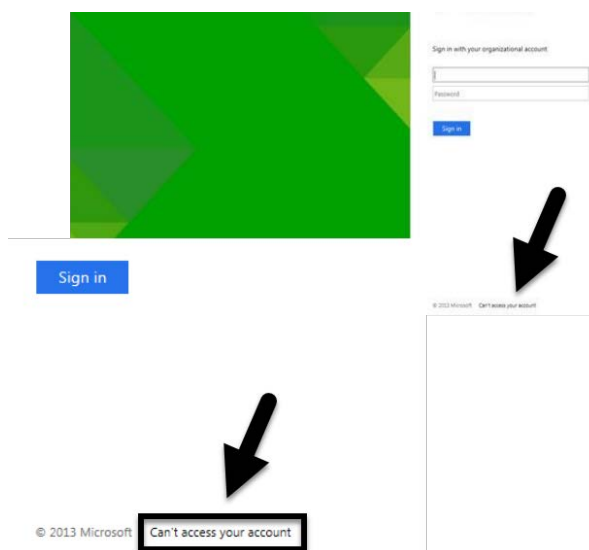 Sign in with your organizational account
Password
Sign in
© 2013 Microsoft Can't access your account
Sign in
© 2013 Microsoft Can't access your account